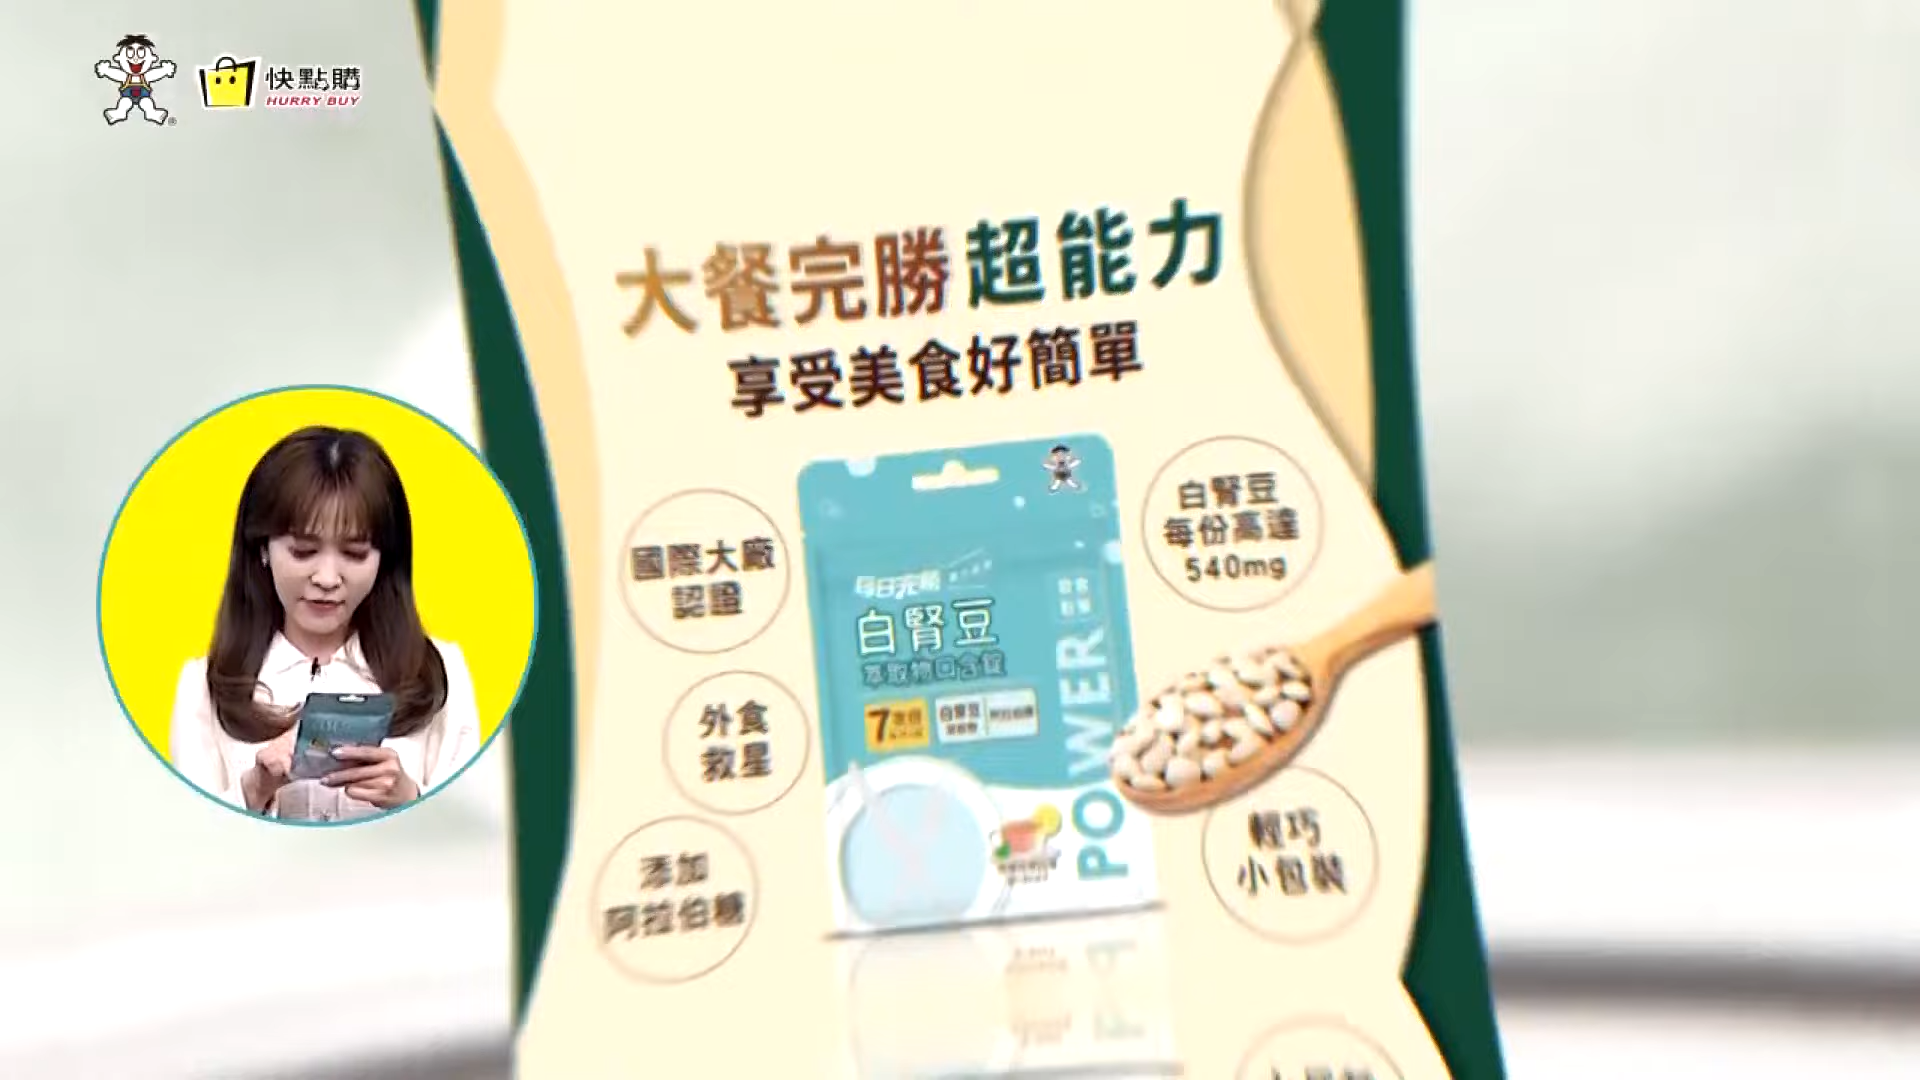 快點購
HURRY BUY
大餐完勝超能力
享受美食好簡單
國際大廠
認證
白腎豆
每份高達
540mg
外食
救星
添加
阿拉伯糖
輕巧
小包裝
每日完勝
白腎豆
萃取物口含錠
7
白腎豆
POWER